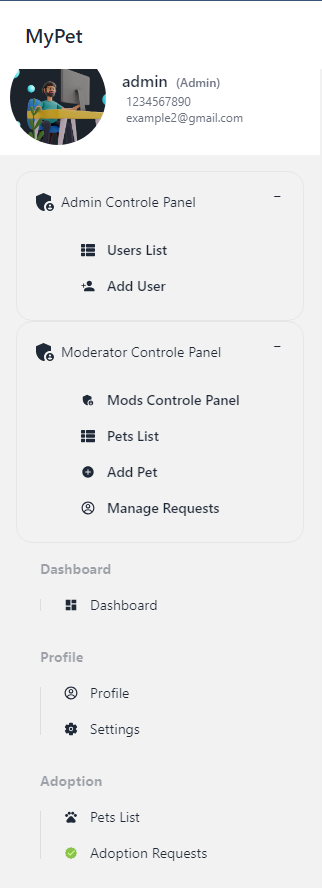 MyPet
admin (Admin)
1234567890
example2@gmail.com
Admin Controle Panel
Users List
Add User
Moderator Controle Panel
Mods Controle Panel
Pets List
Add Pet
Manage Requests
Dashboard
Dashboard
Profile
Profile
Settings
Adoption
Pets List
Adoption Requests